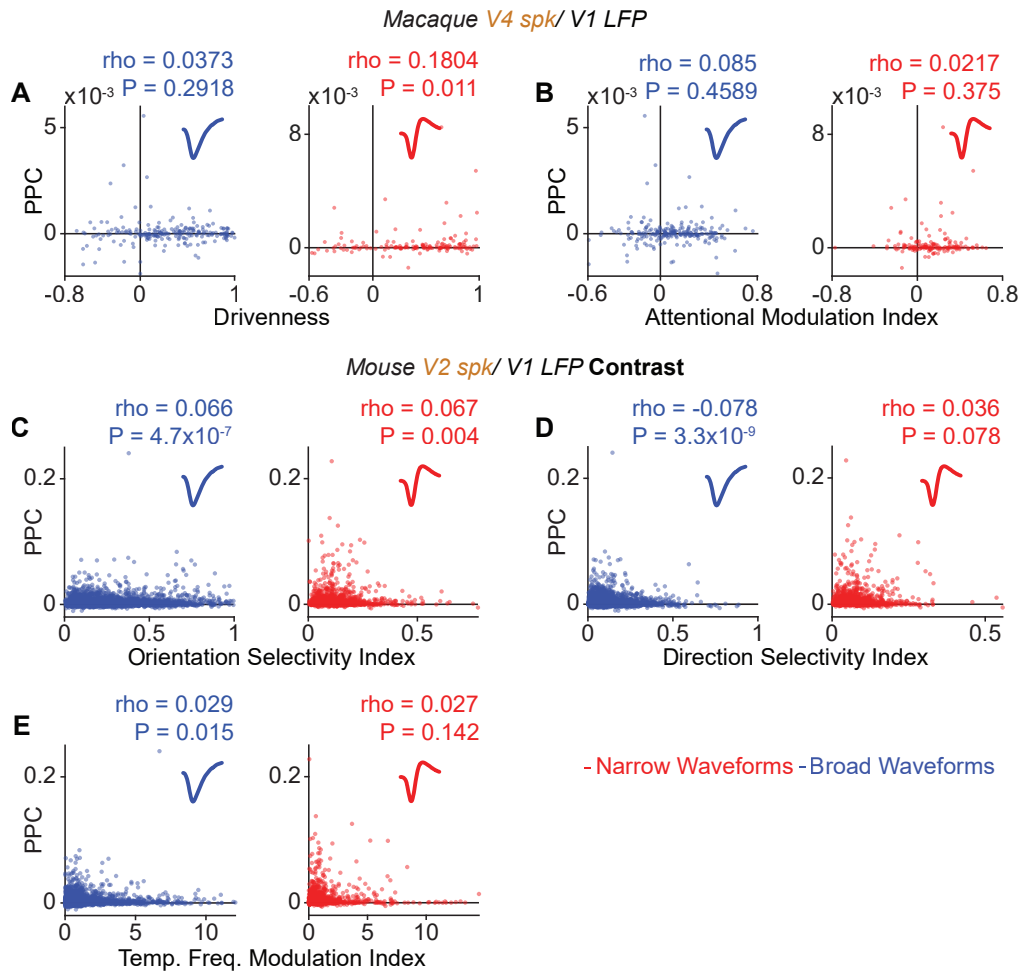 Macaque V4 spk/ V1 LFP
A
rho = 0.0373
P = 0.2918
x10-3
5
0
PPC
-0.8 0 1
rho = 0.1804
P = 0.011
x10-3
8
0
-0.6 0 1
Drivenness
B
rho = 0.085
P = 0.4589
x10-3
5
0
PPC
-0.6 0 0.8
rho = 0.0217
P = 0.375
x10-3
8
0
-0.8 0 0.8
Attentional Modulation Index
Mouse V2 spk/ V1 LFP Contrast
C
rho = 0.066
P = 4.7x10-7
0.2
0
PPC
0 0.5 1
rho = 0.067
P = 0.004
0.2
0
0 0.5
Orientation Selectivity Index
D
rho = -0.078
P = 3.3x10-9
0.2
0
PPC
0 0.5 1
rho = 0.036
P = 0.078
0.2
0
0 0.5
Direction Selectivity Index
E
rho = 0.029
P = 0.015
0.2
0
PPC
0 5 10
rho = 0.027
P = 0.142
0.2
0
0 5 10
Temp. Freq. Modulation Index
-Narrow Waveforms -Broad Waveforms